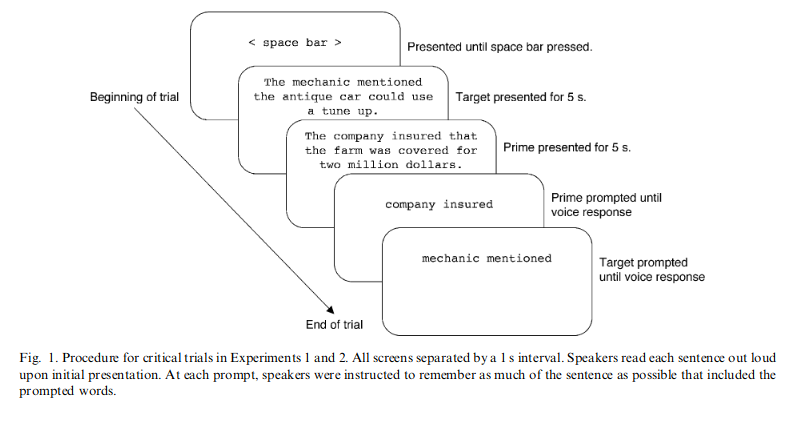 < space bar >
Presented until space bar pressed.
Beginning of trial
The mechanic mentioned
the antique car could use
a tune up.
Target presented for 5 s.
The company insured that
the farm was covered for
two million dollars.
Prime presented for 5 s.
company insured
Prime prompted until
voice response
mechanic mentioned
Target prompted
until voice response
End of trial
Fig. 1. Procedure for critical trials in Experiments 1 and 2. All screens separated by a 1 s interval. Speakers read each sentence out loud
upon initial presentation. At each prompt, speakers were instructed to remember as much of the sentence as possible that included the
prompted words.